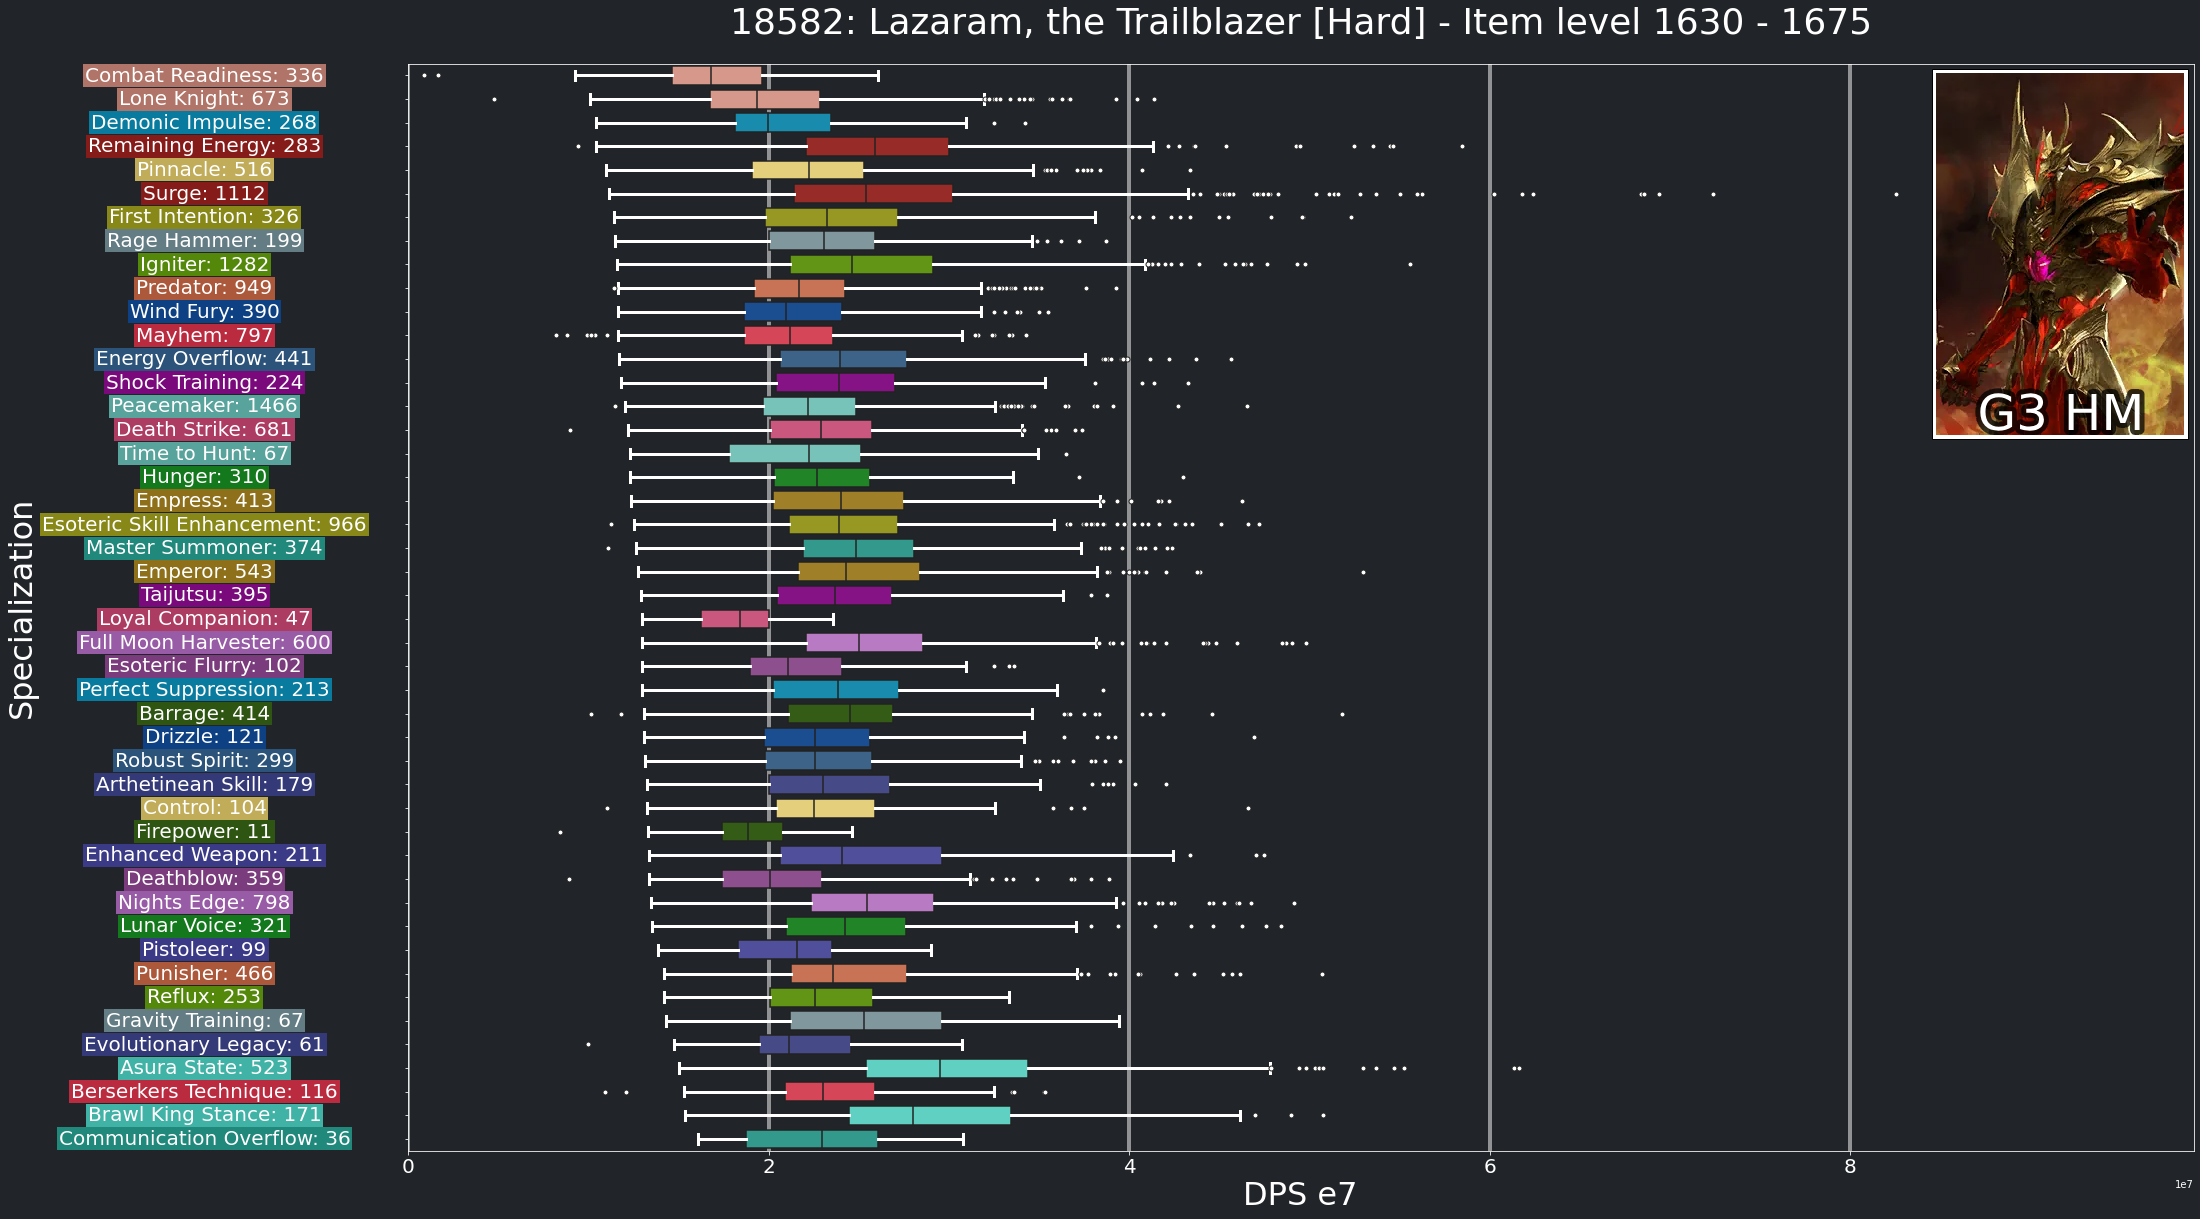 18582: Lazaram, the Trailblazer [Hard] - Item level 1630 - 1675
Combat Readiness: 336
Lone Knight: 673
Demonic Impulse: 268
Remaining Energy: 283
Pinnacle: 516
Surge: 1112
First Intention: 326
Rage Hammer: 199
Igniter: 1282
Predator: 949
Wind Fury: 390
Mayhem: 797
Energy Overflow: 441
Shock Training: 224
Peacemaker: 1466
Death Strike: 681
Time to Hunt: 67
Hunger: 310
Empress: 413
Esoteric Skill Enhancement: 966
Master Summoner: 374
Emperor: 543
Taijutsu: 395
Loyal Companion: 47
Full Moon Harvester: 600
Esoteric Flurry: 102
Perfect Suppression: 213
Barrage: 414
Drizzle: 121
Robust Spirit: 299
Arthetinean Skill: 179
Control: 104
Firepower: 11
Enhanced Weapon: 211
Deathblow: 359
Nights Edge: 798
Lunar Voice: 321
Pistoleer: 99
Punisher: 466
Reflux: 253
Gravity Training: 67
Evolutionary Legacy: 61
Asura State: 523
Berserkers Technique: 116
Brawl King Stance: 171
Communication Overflow: 36
Specialization
G3 HM
0 2 4 6 8
DPS e7
1e7